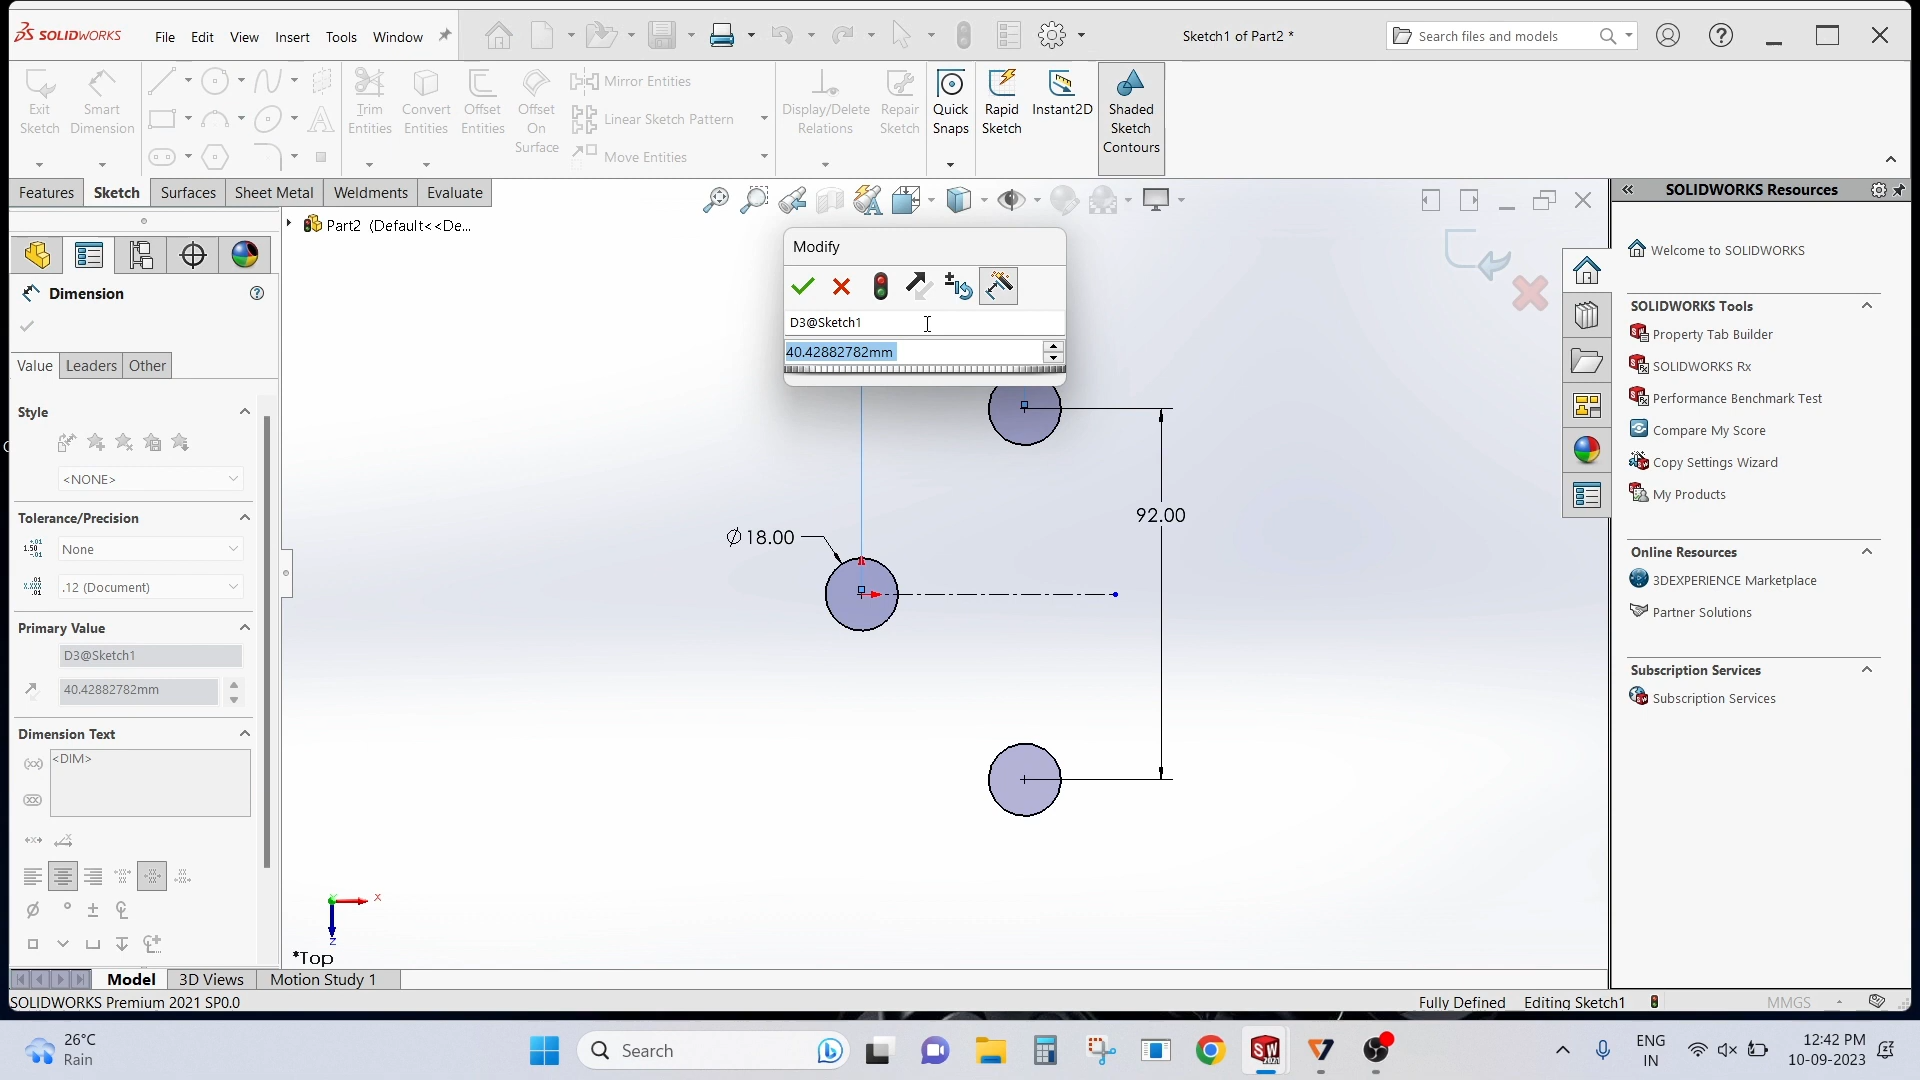 SOLIDWORKS File Edit View Insert Tools Window Sketch1 of Part2 * Search files and models
Exit Sketch
Smart Dimension
Trim Entities
Convert Entities
Offset Entities
Offset On Surface
Mirror Entities
Linear Sketch Pattern
Move Entities
Display/Delete Relations
Repair Sketch
Quick Snaps
Rapid Sketch
Instant2D
Shaded Sketch Contours
Features Sketch Surfaces Sheet Metal Weldments Evaluate
SOLIDWORKS Resources
Part2 (Default<<De...
Modify
D3@Sketch1
40.42882782mm
Dimension
Value Leaders Other
Style
<NONE>
Tolerance/Precision
None
.12 (Document)
Primary Value
D3@Sketch1
40.42882782mm
Dimension Text
<DIM>
∅18.00
92.00
X
Z
*Top
Welcome to SOLIDWORKS
SOLIDWORKS Tools
Property Tab Builder
SOLIDWORKS Rx
Performance Benchmark Test
Compare My Score
Copy Settings Wizard
My Products
Online Resources
3DEXPERIENCE Marketplace
Partner Solutions
Subscription Services
Subscription Services
Model 3D Views Motion Study 1
SOLIDWORKS Premium 2021 SP0.0 Fully Defined Editing Sketch1 MMGS
26°C
Rain
Search
ENG
IN
12:42 PM
10-09-2023